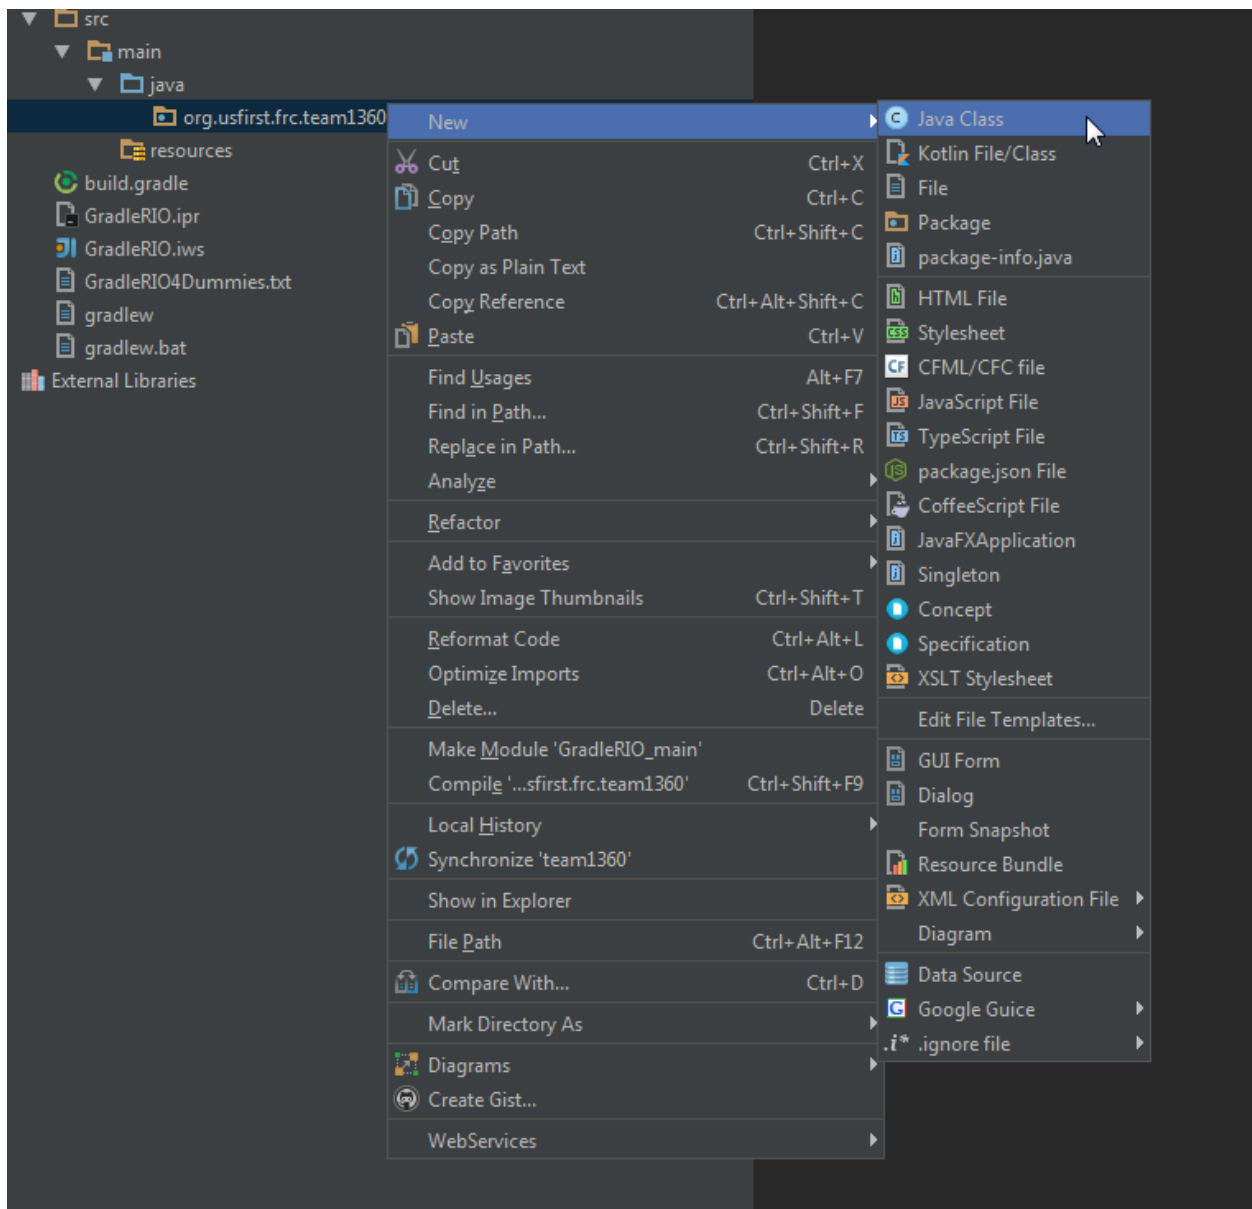 src
main
java
org.usfirst.frc.team1360
resources
build.gradle
GradleRIO.ipr
GradleRIO.iws
GradleRIO4Dummies.txt
gradlew
gradlew.bat
External Libraries
New
Cut Ctrl+X
Copy Ctrl+C
Copy Path Ctrl+Shift+C
Copy as Plain Text
Copy Reference Ctrl+Alt+Shift+C
Paste Ctrl+V
Find Usages Alt+F7
Find in Path... Ctrl+Shift+F
Replace in Path... Ctrl+Shift+R
Analyze
Refactor
Add to Favorites
Show Image Thumbnails Ctrl+Shift+T
Reformat Code Ctrl+Alt+L
Optimize Imports Ctrl+Alt+O
Delete... Delete
Make Module 'GradleRIO_main'
Compile '...sfirst.frc.team1360' Ctrl+Shift+F9
Local History
Synchronize 'team1360'
Show in Explorer
File Path Ctrl+Alt+F12
Compare With... Ctrl+D
Mark Directory As
Diagrams
Create Gist...
WebServices
Java Class
Kotlin File/Class
File
Package
package-info.java
HTML File
Stylesheet
CFML/CFC file
JavaScript File
TypeScript File
package.json File
CoffeeScript File
JavaFXApplication
Singleton
Concept
Specification
XSLT Stylesheet
Edit File Templates...
GUI Form
Dialog
Form Snapshot
Resource Bundle
XML Configuration File
Diagram
Data Source
Google Guice
.ignore file